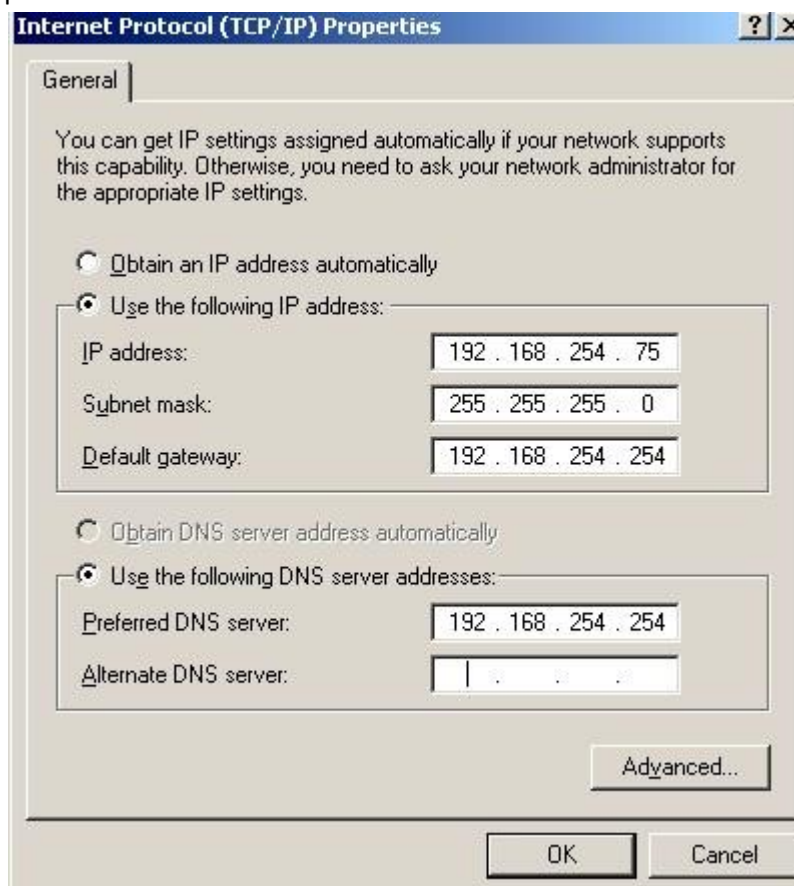 Internet Protocol (TCP/IP) Properties
General
You can get IP settings assigned automatically if your network supports
this capability. Otherwise, you need to ask your network administrator for
the appropriate IP settings.
Obtain an IP address automatically
Use the following IP address:
IP address: 192 . 168 . 254 . 75
Subnet mask: 255 . 255 . 255 . 0
Default gateway: 192 . 168 . 254 . 254
Obtain DNS server address automatically
Use the following DNS server addresses:
Preferred DNS server: 192 . 168 . 254 . 254
Alternate DNS server: . . .
Advanced...
OK Cancel